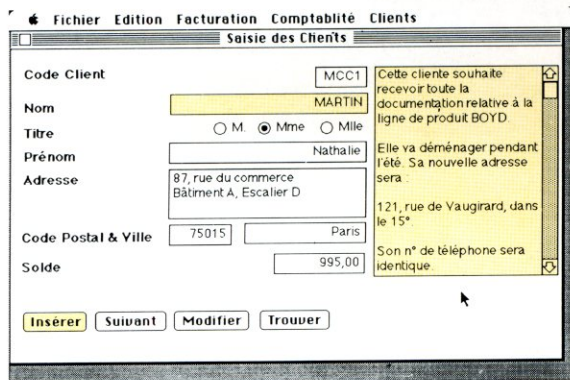 Fichier Edition Facturation Comptablité Clients
Saisie des Clients
Code Client
MCC1
Nom
MARTIN
Titre
M. Mme Mlle
Prénom
Nathalie
Adresse
87, rue du commerce
Bâtiment A, Escalier D
Code Postal & Ville
75015
Paris
Solde
995,00
Cette cliente souhaite
recevoir toute la
documentation relative à la
ligne de produit BOYD.
Elle va déménager pendant
l'été. Sa nouvelle adresse
sera :
121, rue de Vaugirard, dans
le 15°.
Son n° de téléphone sera
identique.
Insérer Suivant Modifier Trouver